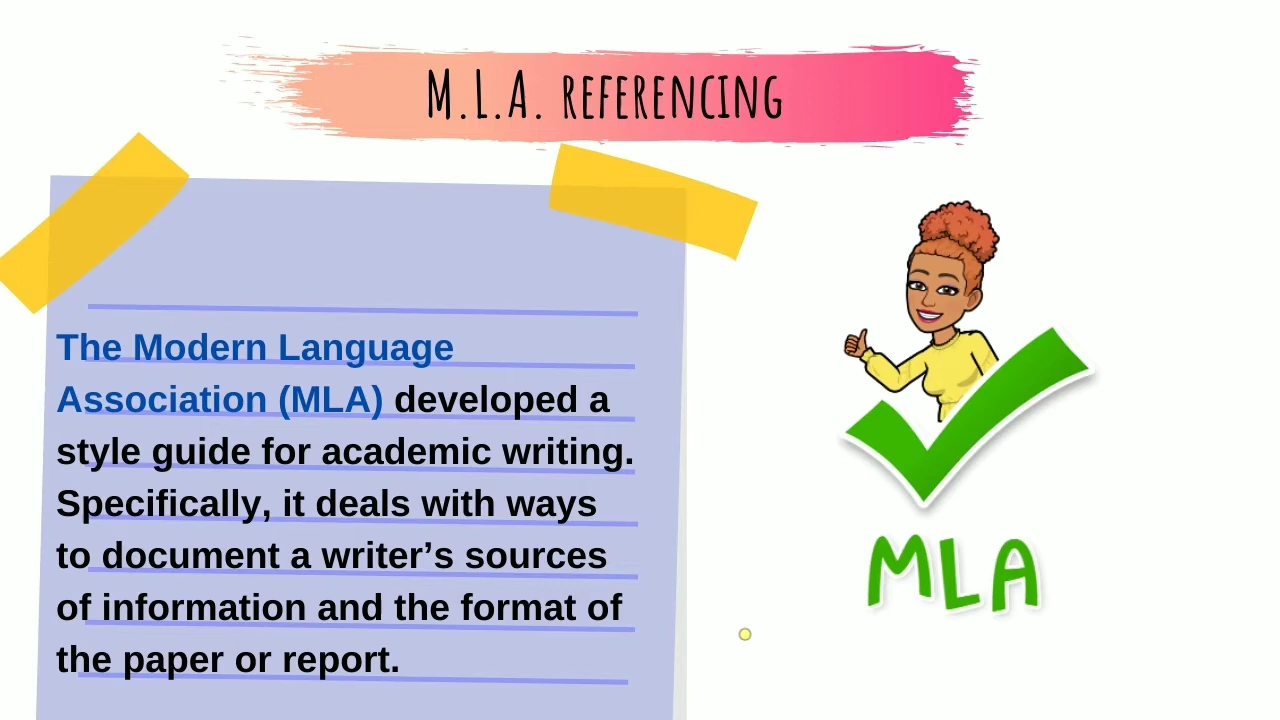 M.L.A. REFERENCING
The Modern Language
Association (MLA) developed a
style guide for academic writing.
Specifically, it deals with ways
to document a writer’s sources
of information and the format of
the paper or report.
MLA